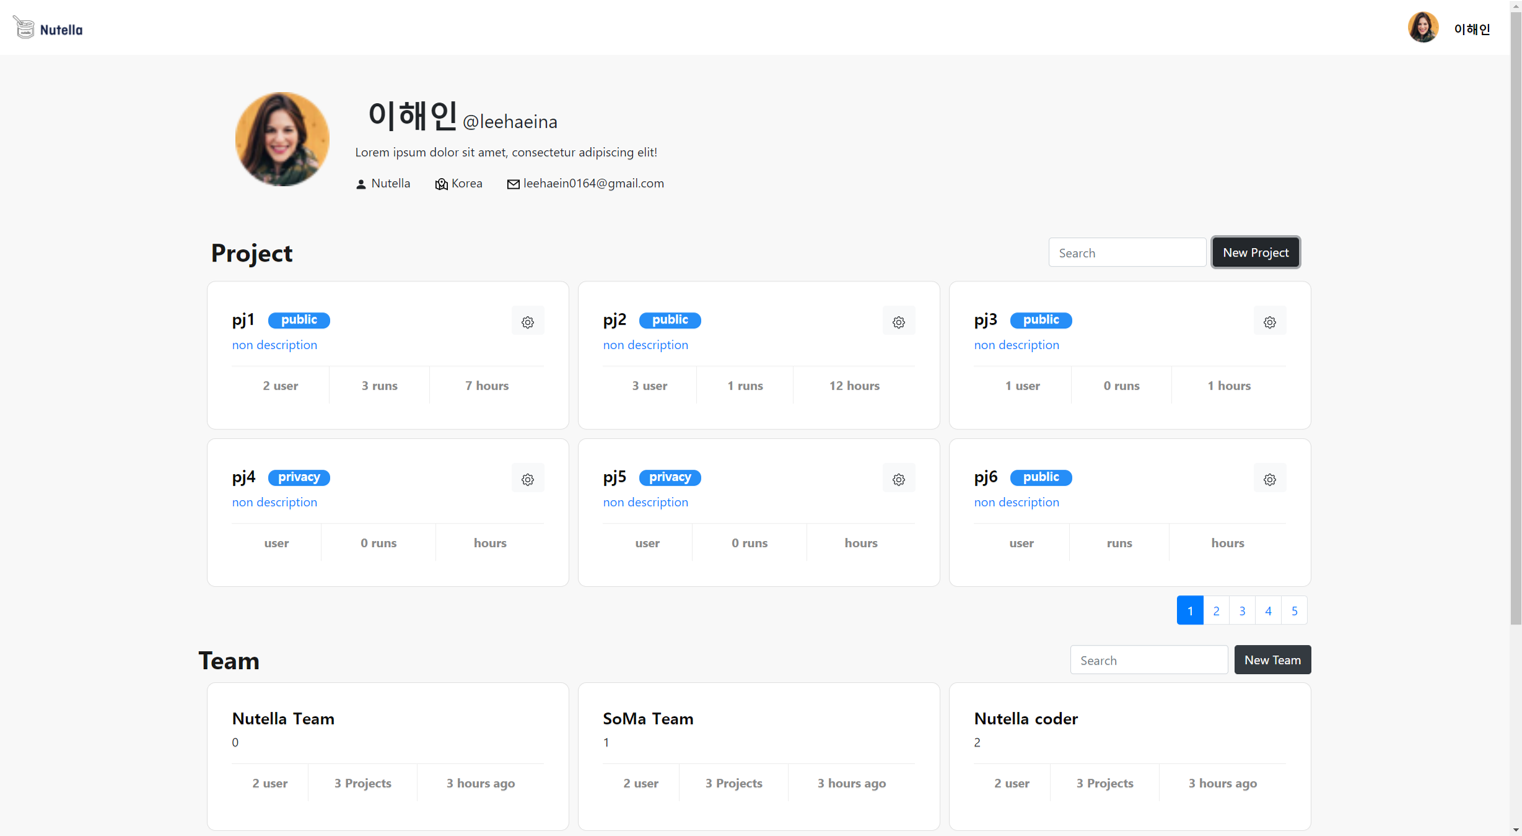 Nutella
이해인
이해인 @leehaeina
Lorem ipsum dolor sit amet, consectetur adipiscing elit!
Nutella Korea leehaein0164@gmail.com
Project
Search
New Project
pj1 public
non description
2 user 3 runs 7 hours
pj2 public
non description
3 user 1 runs 12 hours
pj3 public
non description
1 user 0 runs 1 hours
pj4 privacy
non description
user 0 runs hours
pj5 privacy
non description
user 0 runs hours
pj6 public
non description
user runs hours
1 2 3 4 5
Team
Search
New Team
Nutella Team
0
2 user 3 Projects 3 hours ago
SoMa Team
1
2 user 3 Projects 3 hours ago
Nutella coder
2
2 user 3 Projects 3 hours ago